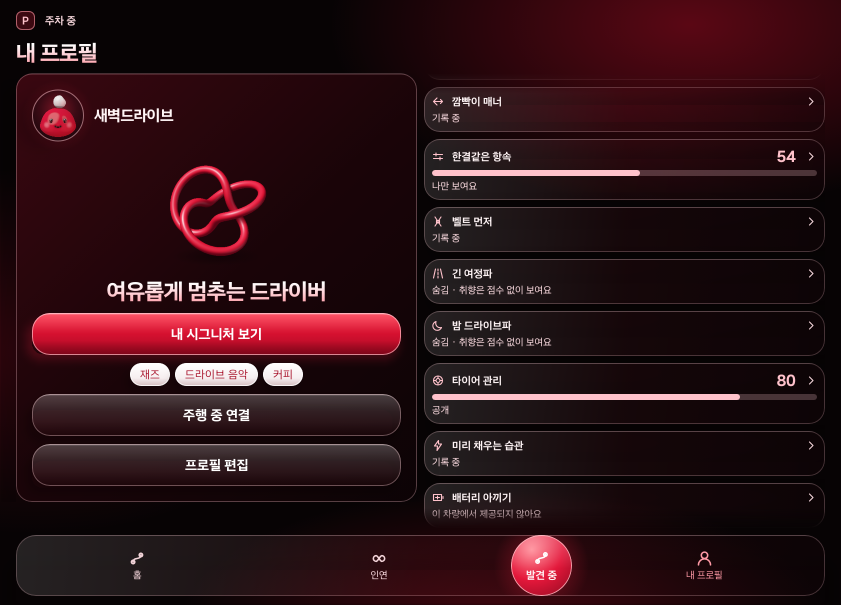 P 주차 중
내 프로필
새벽드라이브
여유롭게 멈추는 드라이버
내 시그니처 보기
재즈 드라이브 음악 커피
주행 중 연결
프로필 편집
깜빡이 매너
기록 중
한결같은 항속 54
나만 보여요
벨트 먼저
기록 중
긴 여정파
숨김 · 취향은 점수 없이 보여요
밤 드라이브파
숨김 · 취향은 점수 없이 보여요
타이어 관리 80
공개
미리 채우는 습관
기록 중
배터리 아끼기
이 차량에서 제공되지 않아요
홈 인연 발견 중 내 프로필